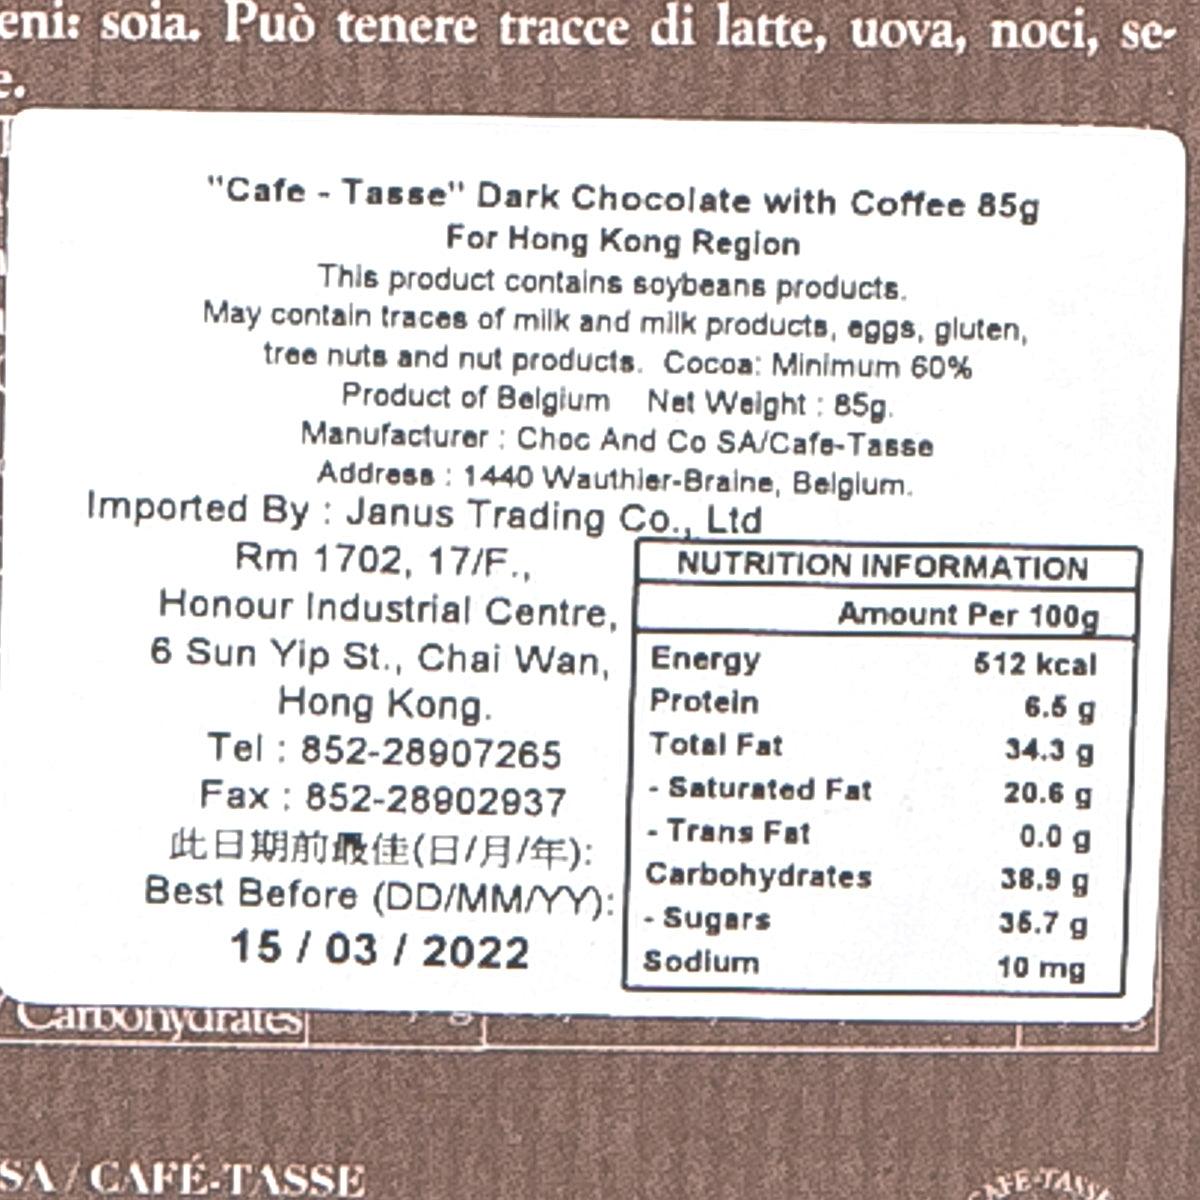 eni: soia. Può tenere tracce di latte, uova, noci, se-
e.
"Cafe - Tasse" Dark Chocolate with Coffee 85g
For Hong Kong Region
This product contains soybeans products.
May contain traces of milk and milk products, eggs, gluten,
tree nuts and nut products. Cocoa: Minimum 60%
Product of Belgium Net Weight : 85g.
Manufacturer : Choc And Co SA/Cafe-Tasse
Address : 1440 Wauthier-Braine, Belgium.
Imported By : Janus Trading Co., Ltd
Rm 1702, 17/F.,
Honour Industrial Centre,
6 Sun Yip St., Chai Wan,
Hong Kong.
Tel : 852-28907265
Fax : 852-28902937
此日期前最佳(日/月/年):
Best Before (DD/MM/YY):
15 / 03 / 2022
NUTRITION INFORMATION
Amount Per 100g
Energy 512 kcal
Protein 6.5 g
Total Fat 34.3 g
- Saturated Fat 20.6 g
- Trans Fat 0.0 g
Carbohydrates 38.9 g
- Sugars 36.7 g
Sodium 10 mg
Carbohydrates
SA / CAFÉ-TASSE
CAFÉ-TASSE